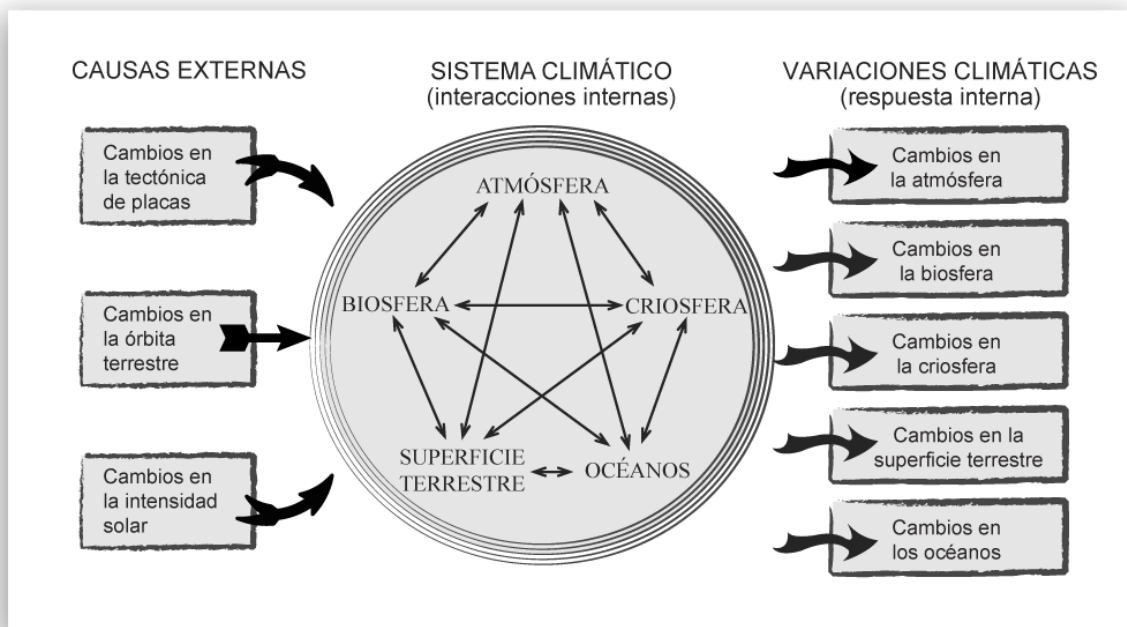 CAUSAS EXTERNAS
Cambios en
la tectónica
de placas
Cambios en
la órbita
terrestre
Cambios en
la intensidad
solar
SISTEMA CLIMÁTICO
(interacciones internas)
ATMÓSFERA
BIOSFERA
CRIOSFERA
SUPERFICIE
TERRESTRE
OCÉANOS
VARIACIONES CLIMÁTICAS
(respuesta interna)
Cambios en
la atmósfera
Cambios en
la biosfera
Cambios en
la criosfera
Cambios en la
superficie terrestre
Cambios en
los océanos